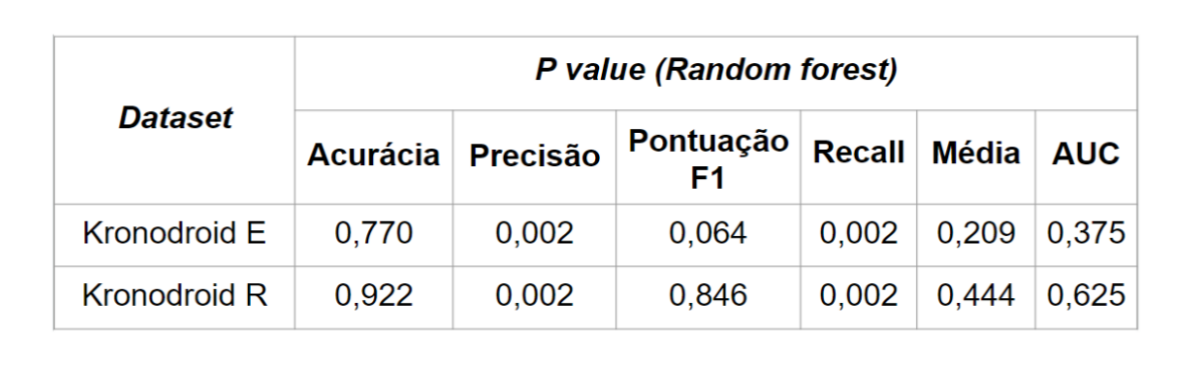 P value (Random forest)
Dataset
Acurácia Precisão Pontuação F1 Recall Média AUC
Kronodroid E 0,770 0,002 0,064 0,002 0,209 0,375
Kronodroid R 0,922 0,002 0,846 0,002 0,444 0,625